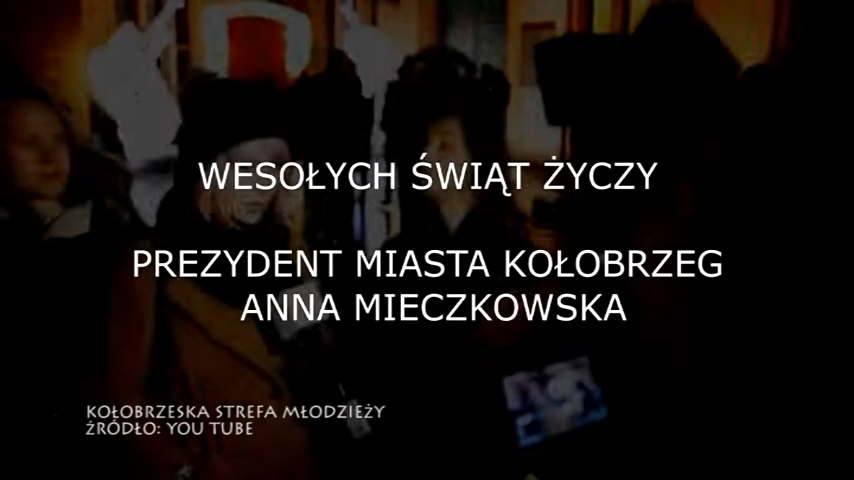 WESOŁYCH ŚWIĄT ŻYCZY
PREZYDENT MIASTA KOŁOBRZEG
ANNA MIECZKOWSKA
KOŁOBRZESKA STREFA MŁODZIEŻY
ŹRÓDŁO: YOU TUBE